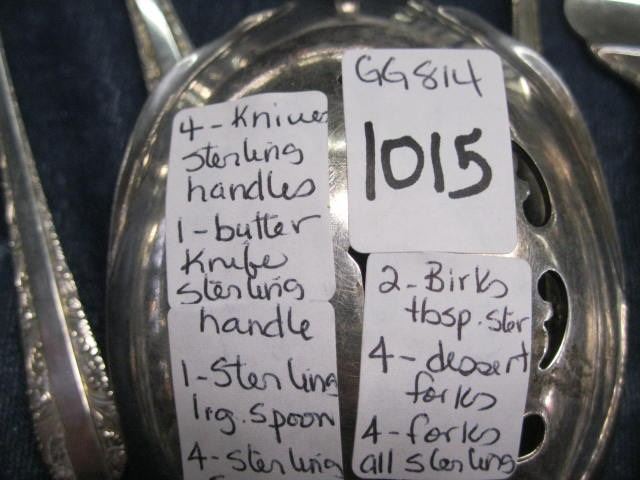 4-Knives
sterling
handles
1-butter
Knife
sterling
handle
1-Sterling
lrg. spoon
4-Sterling
GG814
1015
2-Birks
tbsp. ster
4-dessert
forks
4-forks
all sterling